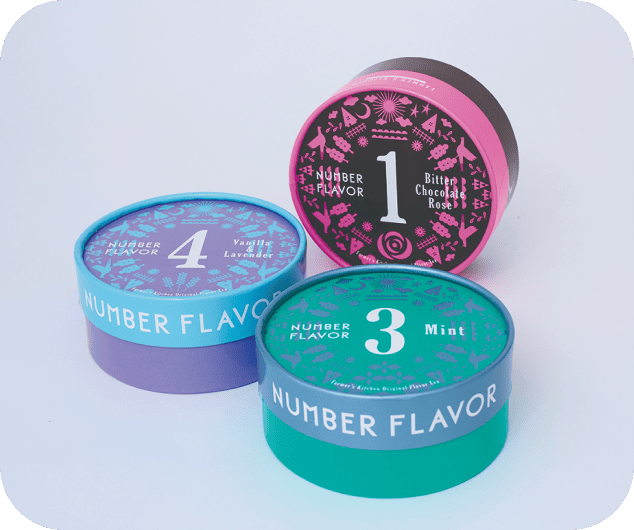 NUMBER
FLAVOR
1
Bitter
Chocolate
Rose
NUMBER
FLAVOR
4
Vanilla
&
Lavender
NUMBER FLAVOR
NUMBER
FLAVOR
3
Mint
Farmer's Kitchen Original Flavor Tea
NUMBER FLAVOR